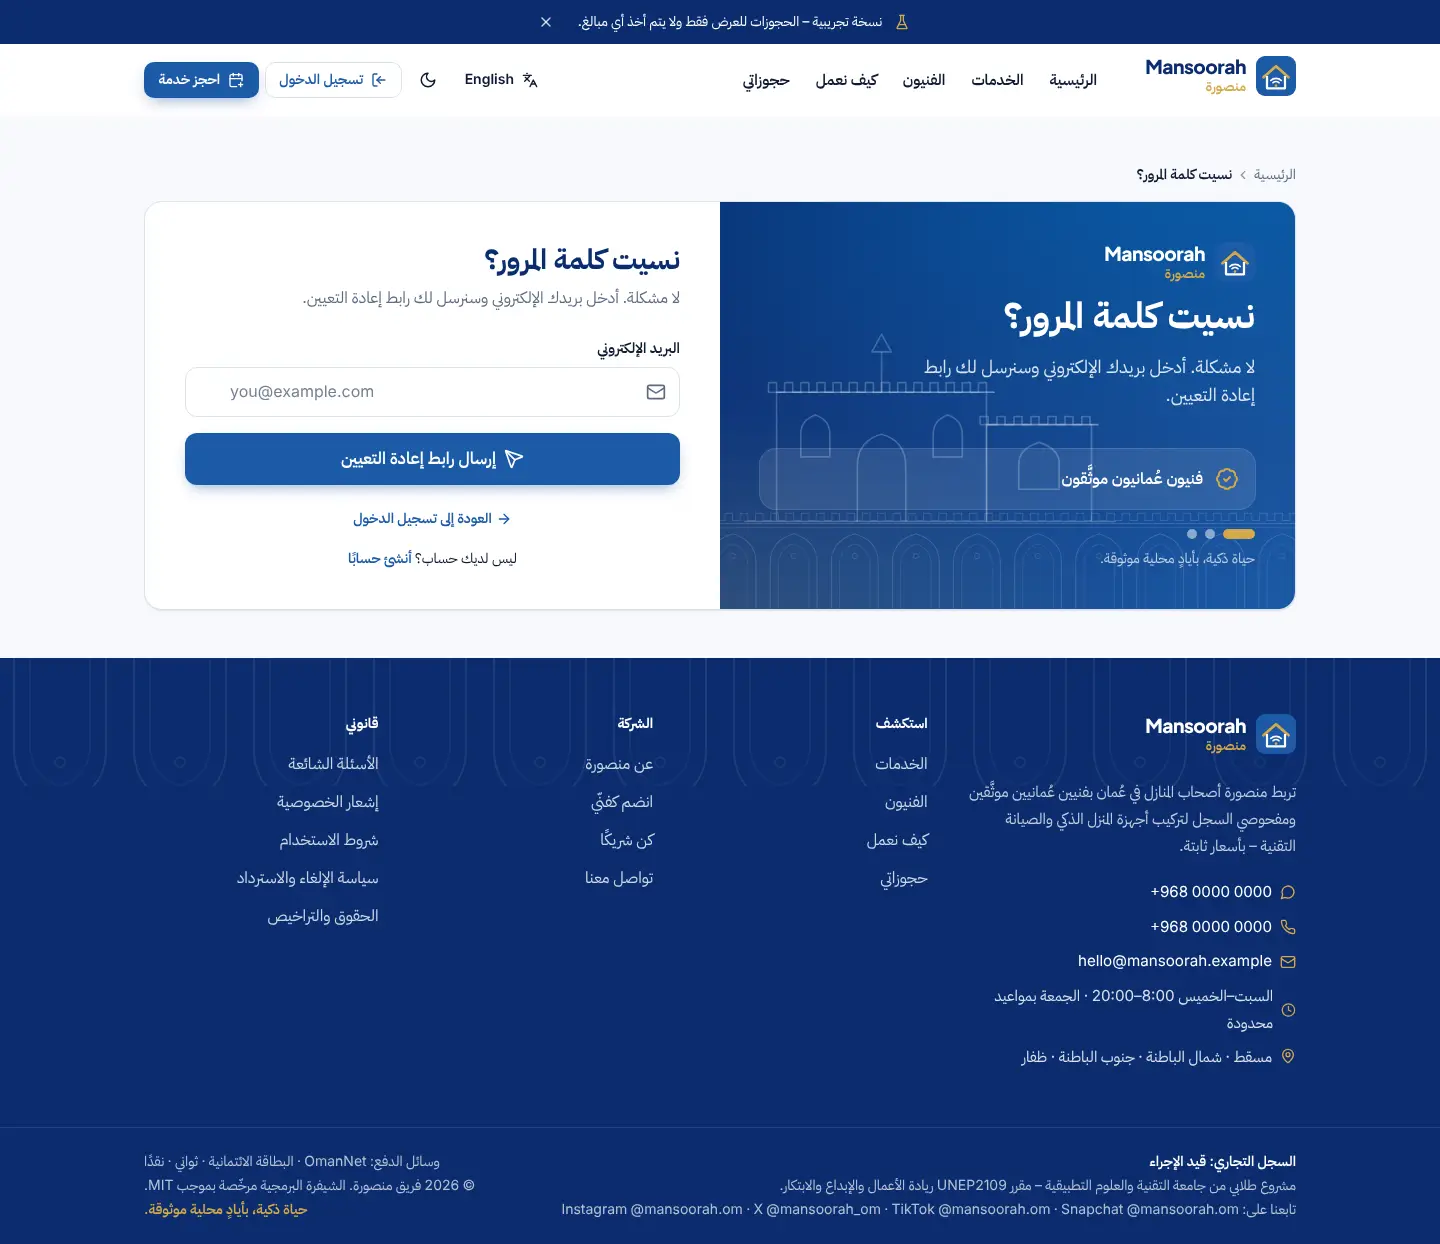 نسخة تجريبية – الحجوزات للعرض فقط ولا يتم أخذ أي مبالغ.
Mansoorah
منصورة
الرئيسية
الخدمات
الفنيون
كيف نعمل
حجوزاتي
English
تسجيل الدخول
احجز خدمة
الرئيسية
نسيت كلمة المرور؟
Mansoorah
منصورة
نسيت كلمة المرور؟
لا مشكلة. أدخل بريدك الإلكتروني وسنرسل لك رابط
إعادة التعيين.
فنيون عُمانيون موثَّقون
حياة ذكية، بأيادٍ محلية موثوقة.
نسيت كلمة المرور؟
لا مشكلة. أدخل بريدك الإلكتروني وسنرسل لك رابط إعادة التعيين.
البريد الإلكتروني
you@example.com
إرسال رابط إعادة التعيين
العودة إلى تسجيل الدخول
ليس لديك حساب؟ أنشئ حسابًا
Mansoorah
منصورة
تربط منصورة أصحاب المنازل في عُمان بفنيين عُمانيين موثَّقين
ومفحوصي السجل لتركيب أجهزة المنزل الذكي والصيانة
التقنية – بأسعار ثابتة.
+968 0000 0000
+968 0000 0000
hello@mansoorah.example
السبت–الخميس 8:00–20:00 · الجمعة بمواعيد
محدودة
مسقط · شمال الباطنة · جنوب الباطنة · ظفار
استكشف
الخدمات
الفنيون
كيف نعمل
حجوزاتي
الشركة
عن منصورة
انضم كفنّي
كن شريكًا
تواصل معنا
قانوني
الأسئلة الشائعة
إشعار الخصوصية
شروط الاستخدام
سياسة الإلغاء والاسترداد
الحقوق والتراخيص
السجل التجاري: قيد الإجراء
مشروع طلابي من جامعة التقنية والعلوم التطبيقية – مقرر UNEP2109 ريادة الأعمال والإبداع والابتكار.
تابعنا على: Instagram @mansoorah.om · X @mansoorah_om · TikTok @mansoorah.om · Snapchat @mansoorah.om
وسائل الدفع: OmanNet · البطاقة الائتمانية · ثواني · نقدًا
© 2026 فريق منصورة. الشيفرة البرمجية مرخّصة بموجب MIT.
حياة ذكية، بأيادٍ محلية موثوقة.